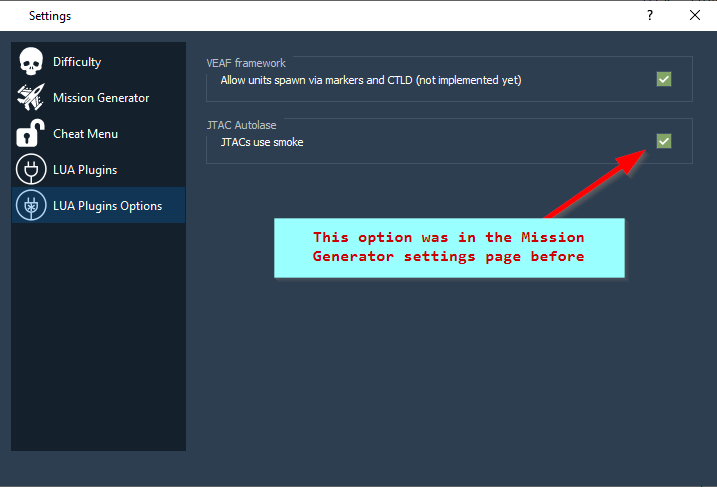 Settings
?
Difficulty
Mission Generator
Cheat Menu
LUA Plugins
LUA Plugins Options
VEAF framework
Allow units spawn via markers and CTLD (not implemented yet)
JTAC Autolase
JTACs use smoke
This option was in the Mission
Generator settings page before